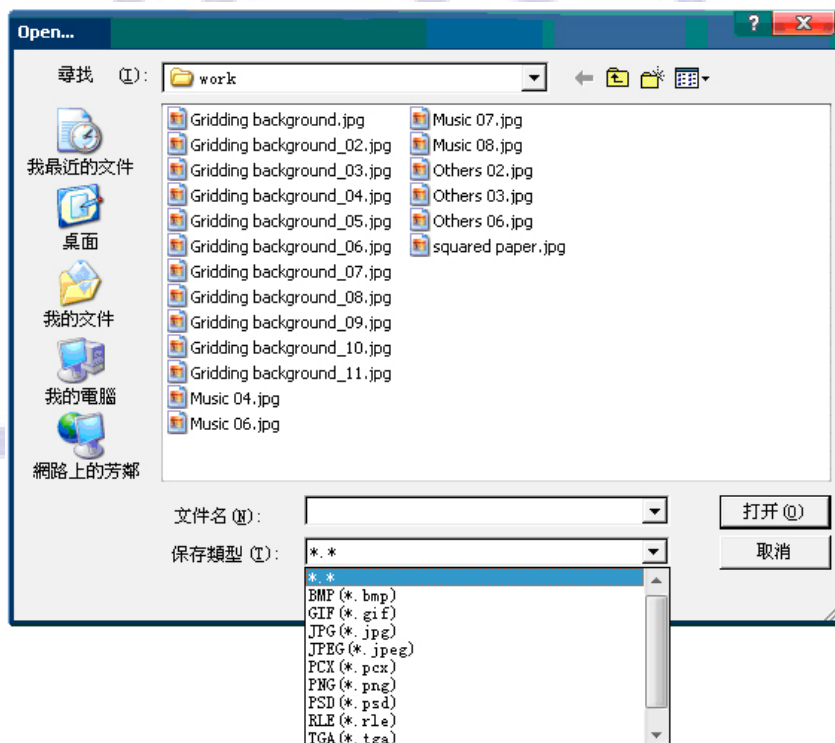 Open...
尋找 (I):
work
我最近的文件
桌面
我的文件
我的電腦
網路上的芳鄰
Gridding background.jpg
Gridding background_02.jpg
Gridding background_03.jpg
Gridding background_04.jpg
Gridding background_05.jpg
Gridding background_06.jpg
Gridding background_07.jpg
Gridding background_08.jpg
Gridding background_09.jpg
Gridding background_10.jpg
Gridding background_11.jpg
Music 04.jpg
Music 06.jpg
Music 07.jpg
Music 08.jpg
Others 02.jpg
Others 03.jpg
Others 06.jpg
squared paper.jpg
文件名(N):
打开(O)
保存類型(T):
*.*
取消
*.*
BMP(*.bmp)
GIF(*.gif)
JPG(*.jpg)
JPEG(*.jpeg)
PCX(*.pcx)
PNG(*.png)
PSD(*.psd)
RLE(*.rle)
TGA(*.tga)